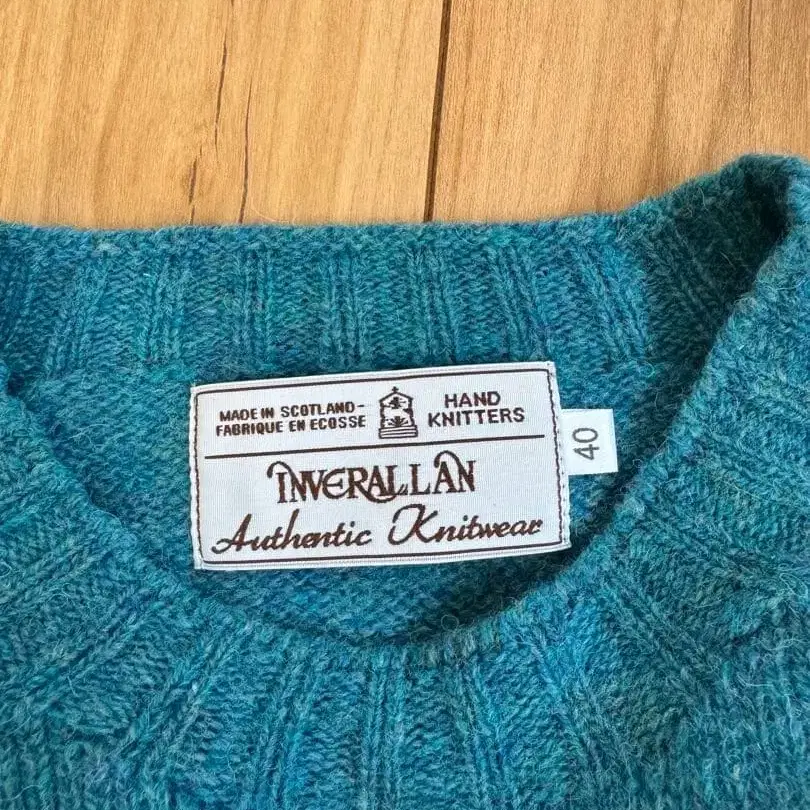 MADE IN SCOTLAND-
FABRIQUE EN ECOSSE
HAND
KNITTERS
INVERALLAN
Authentic Knitwear
40